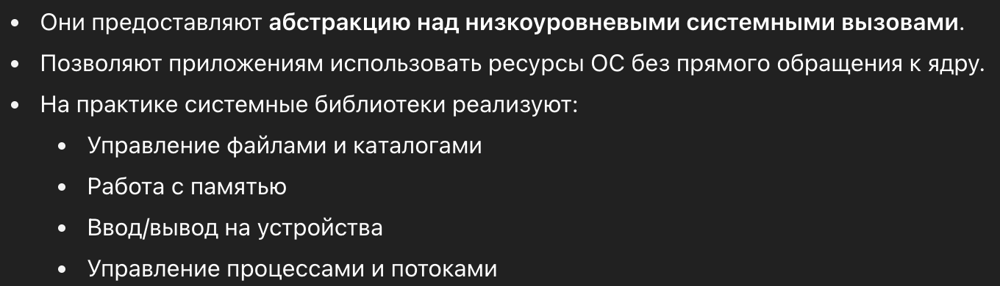 • Они предоставляют абстракцию над низкоуровневыми системными вызовами.
• Позволяют приложениям использовать ресурсы ОС без прямого обращения к ядру.
• На практике системные библиотеки реализуют:
• Управление файлами и каталогами
• Работа с памятью
• Ввод/вывод на устройства
• Управление процессами и потоками